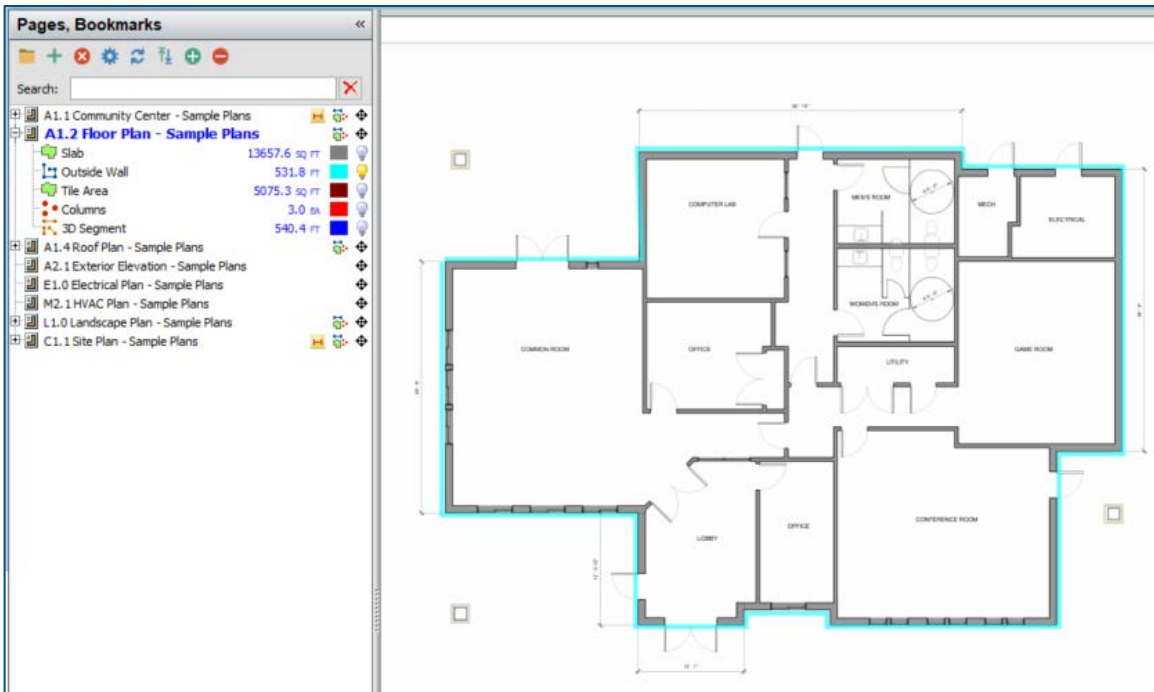 Pages, Bookmarks «
Search:
A1.1 Community Center - Sample Plans
A1.2 Floor Plan - Sample Plans
Slab 13657.6 SQ FT
Outside Wall 531.8 FT
Tile Area 5075.3 SQ FT
Columns 3.0 EA
3D Segment 540.4 FT
A1.4 Roof Plan - Sample Plans
A2.1 Exterior Elevation - Sample Plans
E1.0 Electrical Plan - Sample Plans
M2.1 HVAC Plan - Sample Plans
L1.0 Landscape Plan - Sample Plans
C1.1 Site Plan - Sample Plans
COMPUTER LAB
MEN'S ROOM
MECH
ELECTRICAL
WOMEN'S ROOM
COMMON ROOM
OFFICE
UTILITY
GAME ROOM
LOBBY
OFFICE
CONFERENCE ROOM